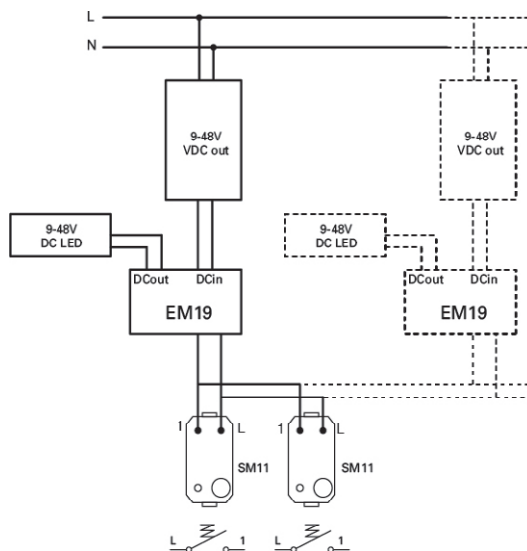 L
N
9-48V
VDC out
9-48V
VDC out
9-48V
DC LED
9-48V
DC LED
DCout DCin
EM19
DCout DCin
EM19
1 L
SM11
1 L
SM11
L 1
L 1